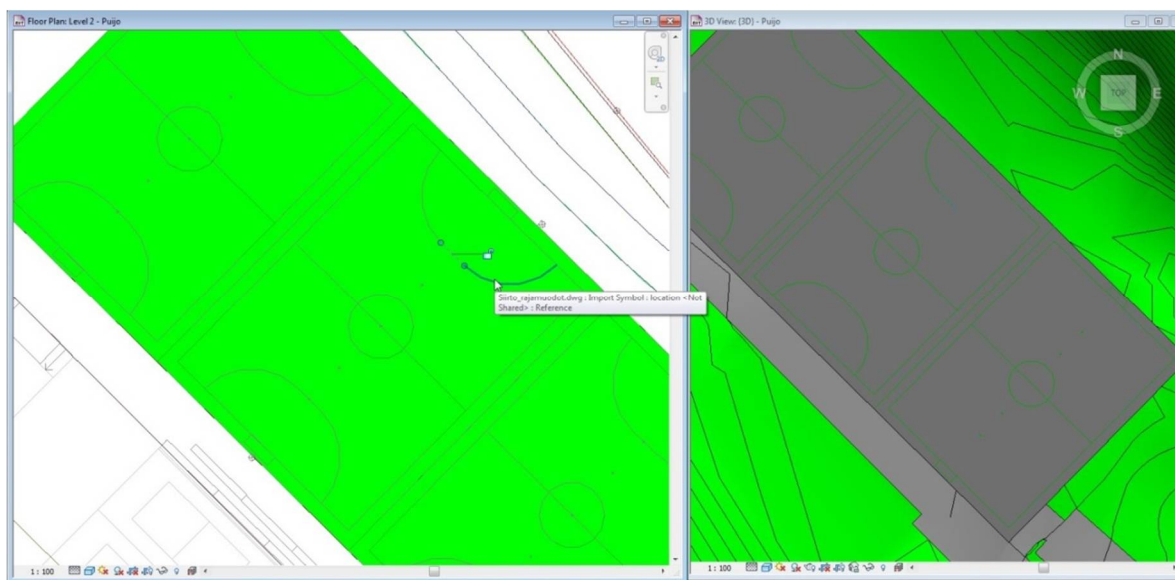 Floor Plan: Level 2 - Puijo
3D View: {3D} - Puijo
N
W
TOP
E
S
Siirto_rajamuodot.dwg : Import Symbol : location <Not
Shared> : Reference
1 : 100
1 : 100